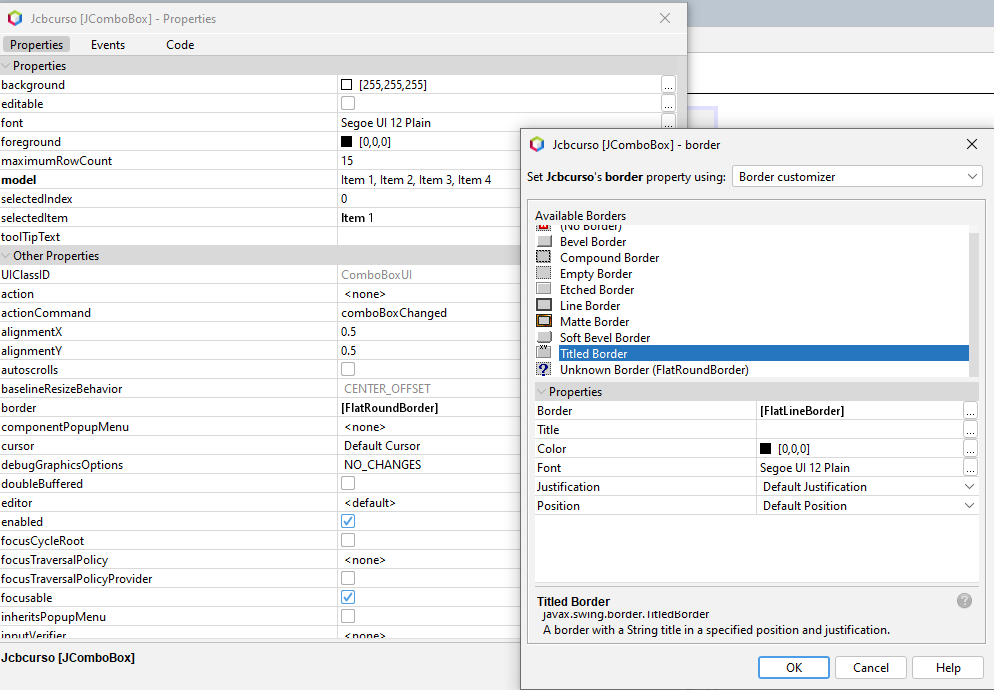 Jcbcurso [JComboBox] - Properties
Properties Events Code
Properties
background [255,255,255] ...
editable ...
font Segoe UI 12 Plain ...
foreground [0,0,0]
maximumRowCount 15
model Item 1, Item 2, Item 3, Item 4
selectedIndex 0
selectedItem Item 1
toolTipText
Other Properties
UIClassID ComboBoxUI
action <none>
actionCommand comboBoxChanged
alignmentX 0.5
alignmentY 0.5
autoscrolls
baselineResizeBehavior CENTER_OFFSET
border [FlatRoundBorder]
componentPopupMenu <none>
cursor Default Cursor
debugGraphicsOptions NO_CHANGES
doubleBuffered
editor <default>
enabled
focusCycleRoot
focusTraversalPolicy <none>
focusTraversalPolicyProvider
focusable
inheritsPopupMenu
inputVerifier <none>
Jcbcurso [JComboBox]
Jcbcurso [JComboBox] - border
Set Jcbcurso's border property using: Border customizer
Available Borders
(No Border)
Bevel Border
Compound Border
Empty Border
Etched Border
Line Border
Matte Border
Soft Bevel Border
Titled Border
Unknown Border (FlatRoundBorder)
Properties
Border [FlatLineBorder] ...
Title ...
Color [0,0,0] ...
Font Segoe UI 12 Plain ...
Justification Default Justification
Position Default Position
Titled Border
javax.swing.border.TitledBorder
A border with a String title in a specified position and justification.
OK Cancel Help